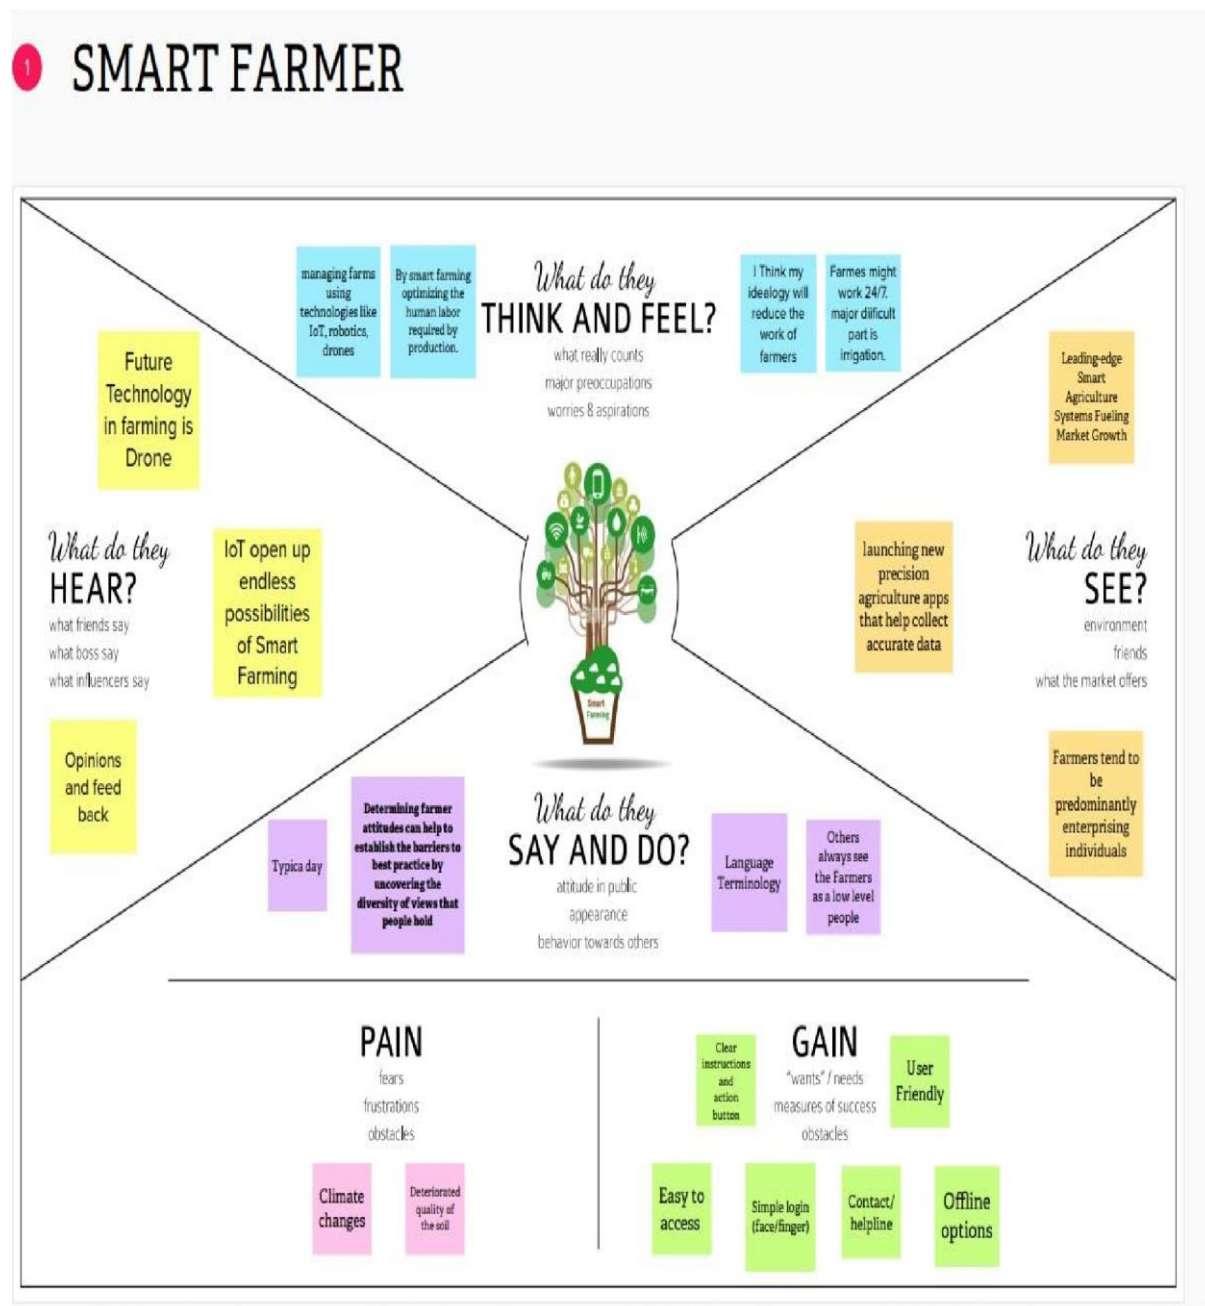 1
SMART FARMER
managing farms
using
technologies like
IoT, robotics,
drones
By smart farming
optimizing the
human labor
required by
production.
What do they
THINK AND FEEL?
what really counts
major preoccupations
worries & aspirations
I Think my
idealogy will
reduce the
work of
farmers
Farmes might
work 24/7.
major diificult
part is
irrigation.
Future
Technology
in farming is
Drone
What do they
HEAR?
what friends say
what boss say
what influencers say
IoT open up
endless
possibilities
of Smart
Farming
Opinions
and feed
back
Leading-edge
Smart
Agriculture
Systems Fueling
Market Growth
launching new
precision
agriculture apps
that help collect
accurate data
What do they
SEE?
environment
friends
what the market offers
Farmers tend to
be
predominantly
enterprising
individuals
Smart
Farming
Typica day
Determining farmer
attitudes can help to
establish the barriers to
best practice by
uncovering the
diversity of views that
people hold
What do they
SAY AND DO?
attitude in public
appearance
behavior towards others
Language
Terminology
Others
always see
the Farmers
as a low level
people
PAIN
fears
frustrations
obstacles
Climate
changes
Deteriorated
quality of
the soil
Clear
instructions
and
action
button
GAIN
"wants" / needs
measures of success
obstacles
User
Friendly
Easy to
access
Simple login
(face/finger)
Contact/
helpline
Offline
options